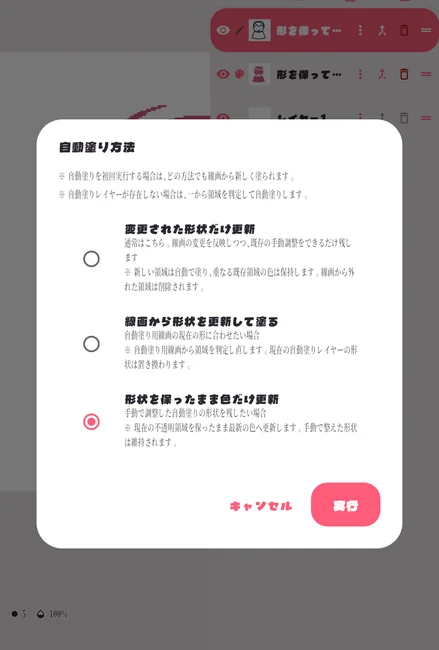 形を保って…
形を保って…
レイヤー1
自動塗り方法
※ 自動塗りを初回実行する場合は、どの方法でも線画から新しく塗られます。
※ 自動塗りレイヤーが存在しない場合は、一から領域を判定して自動塗りします。
変更された形状だけ更新
通常はこちら。線画の変更を反映しつつ、既存の手動調整をできるだけ残し
ます
※ 新しい領域は自動で塗り、重なる既存領域の色は保持します。線画から外
れた領域は削除されます。
線画から形状を更新して塗る
自動塗り用線画の現在の形に合わせたい場合
※ 自動塗り用線画から領域を判定し直します。現在の自動塗りレイヤーの形
状は置き換わります。
形状を保ったまま色だけ更新
手動で調整した自動塗りの形状を残したい場合
※ 現在の不透明領域を保ったまま最新の色へ更新します。手動で整えた形状
は維持されます。
キャンセル 実行
5 100%